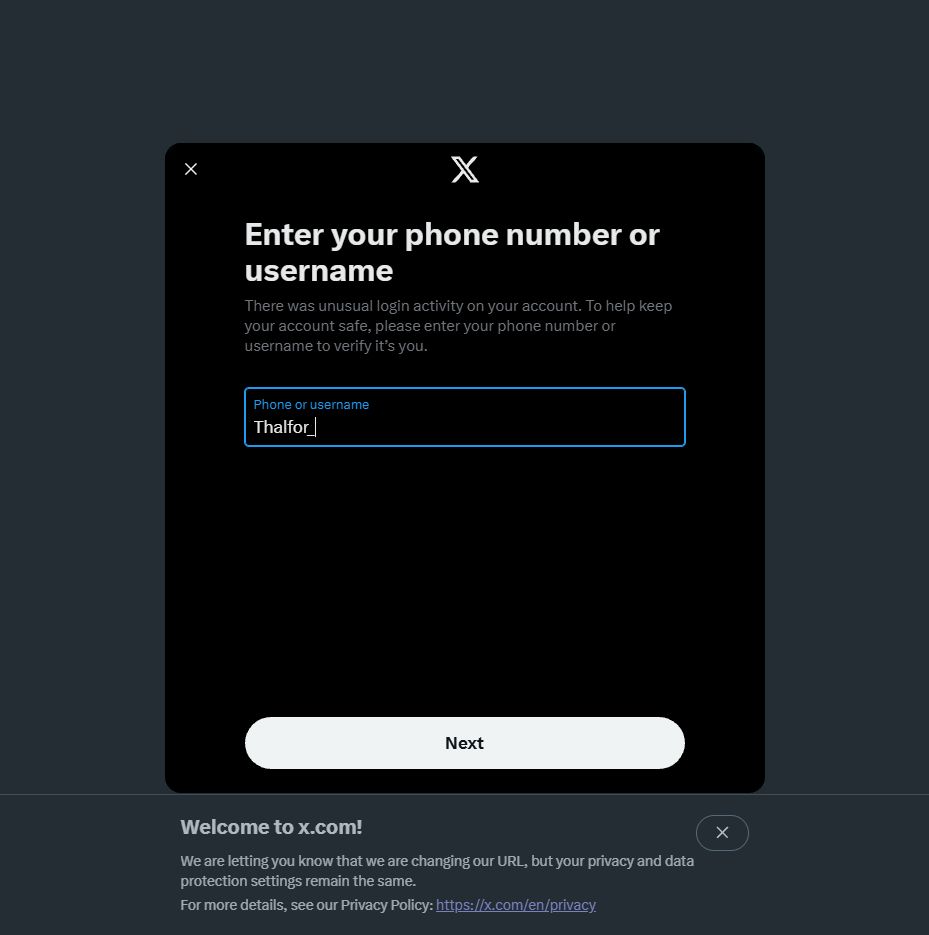 Enter your phone number or
username
There was unusual login activity on your account. To help keep
your account safe, please enter your phone number or
username to verify it’s you.
Phone or username
Thalfor_
Next
Welcome to x.com!
We are letting you know that we are changing our URL, but your privacy and data
protection settings remain the same.
For more details, see our Privacy Policy: https://x.com/en/privacy